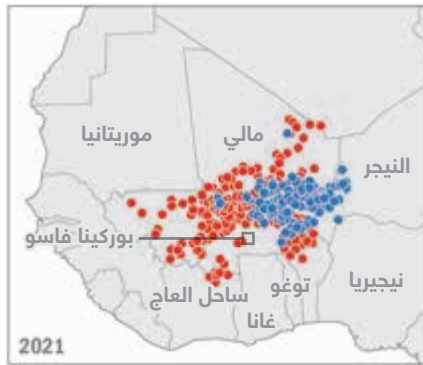 موريتانيا
مالي
النيجر
بوركينا فاسو
ساحل العاج
توغو
نيجيريا
غانا
2021